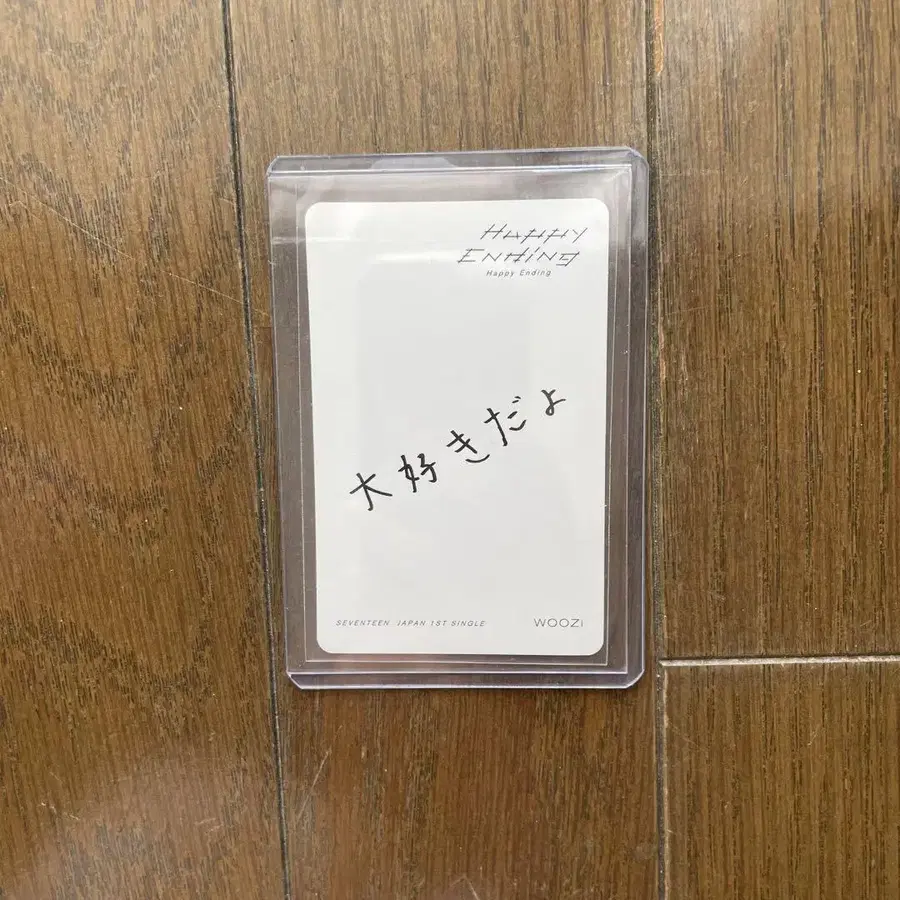 Happy
Ending
Happy Ending
大好きだよ
SEVENTEEN JAPAN 1ST SINGLE
WOOZi